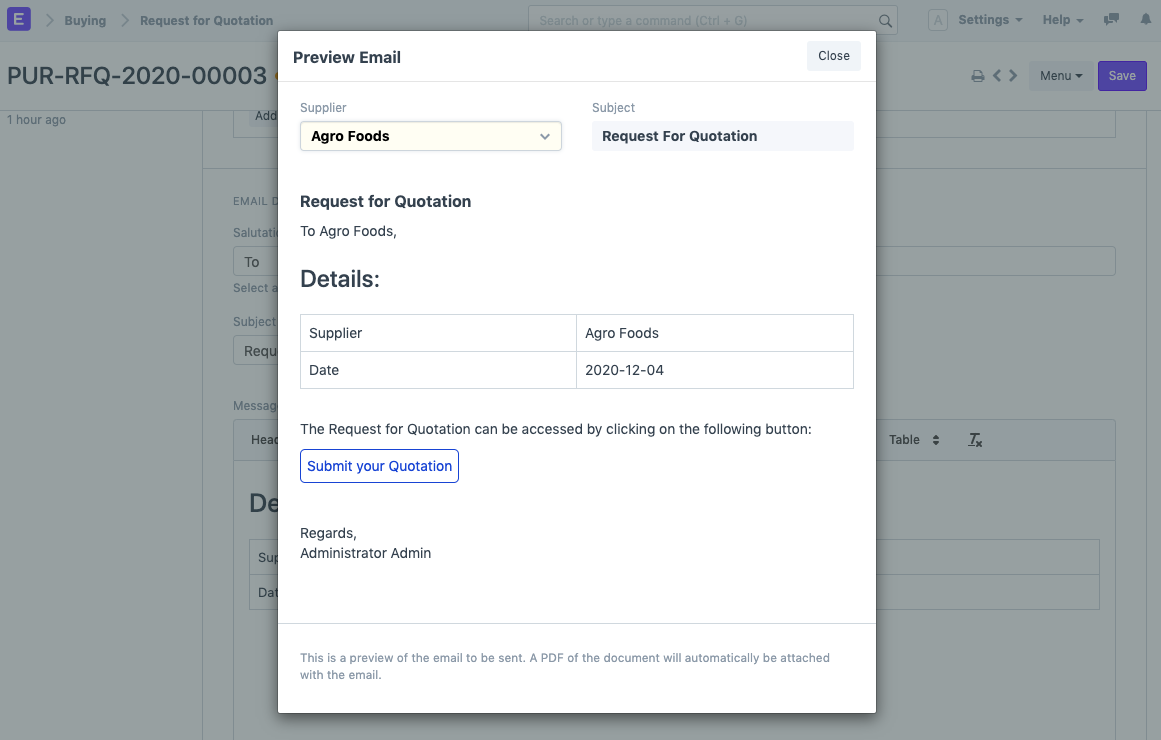 E Buying Request for Quotation Search or type a command (Ctrl + G) A Settings Help
PUR-RFQ-2020-00003 Menu Save
1 hour ago
Add
EMAIL D
Salutati
To
Select a
Subject
Requ
Messag
Head Table
De
Sup
Dat
Preview Email Close
Supplier Subject
Agro Foods Request For Quotation
Request for Quotation
To Agro Foods,
Details:
Supplier Agro Foods
Date 2020-12-04
The Request for Quotation can be accessed by clicking on the following button:
Submit your Quotation
Regards,
Administrator Admin
This is a preview of the email to be sent. A PDF of the document will automatically be attached
with the email.